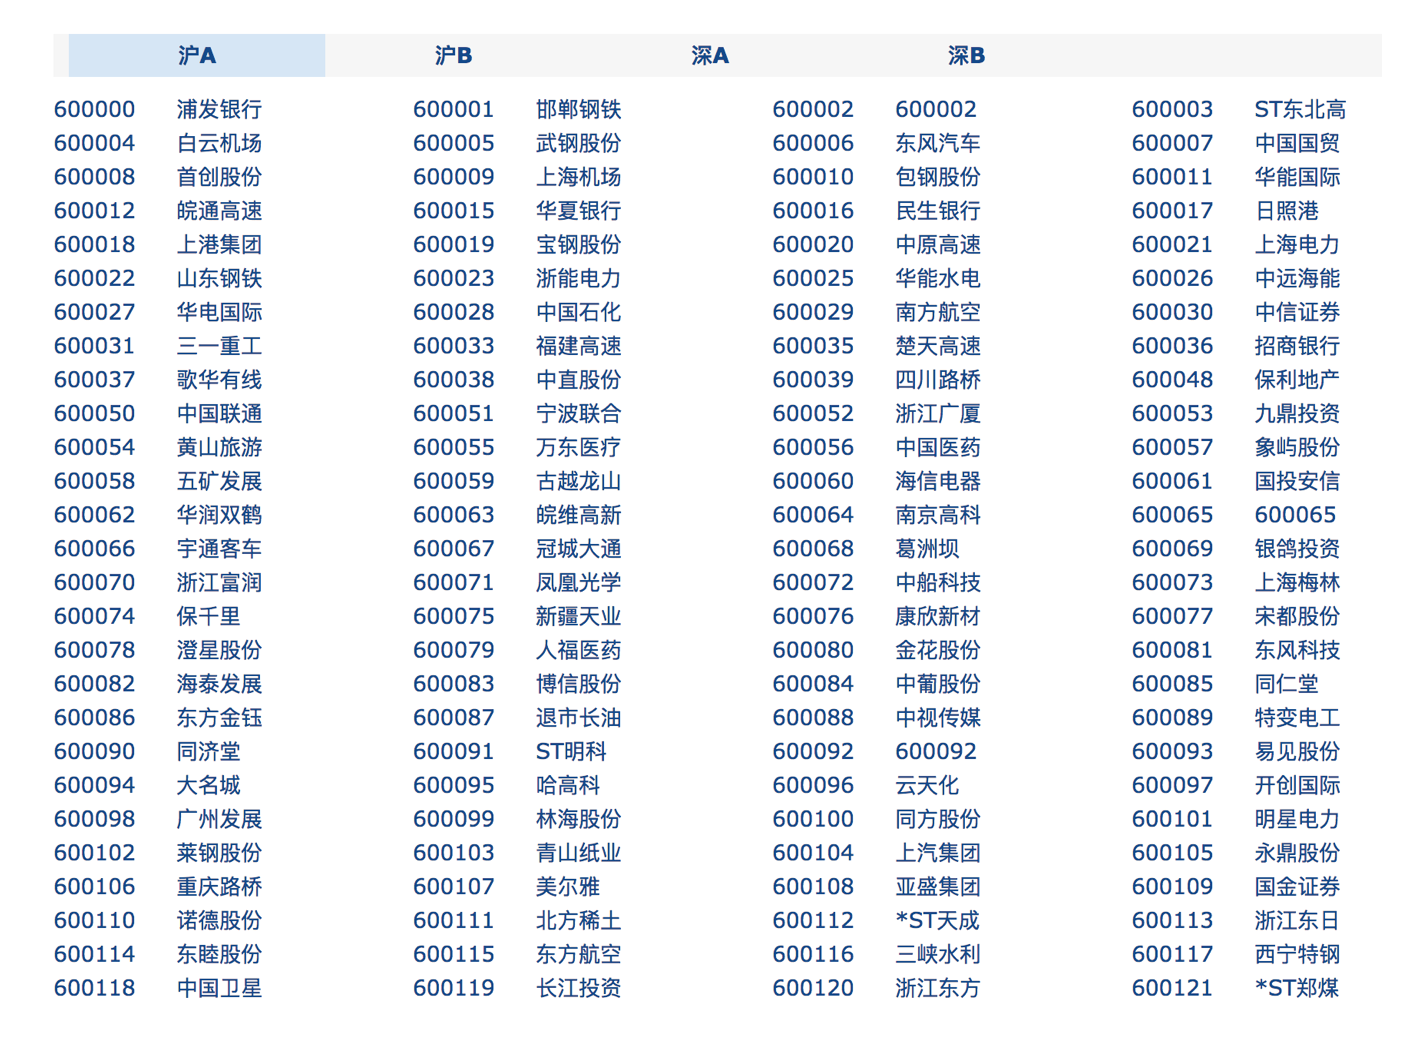 沪A 沪B 深A 深B
600000 浦发银行 600001 邯郸钢铁 600002 600002 600003 ST东北高
600004 白云机场 600005 武钢股份 600006 东风汽车 600007 中国国贸
600008 首创股份 600009 上海机场 600010 包钢股份 600011 华能国际
600012 皖通高速 600015 华夏银行 600016 民生银行 600017 日照港
600018 上港集团 600019 宝钢股份 600020 中原高速 600021 上海电力
600022 山东钢铁 600023 浙能电力 600025 华能水电 600026 中远海能
600027 华电国际 600028 中国石化 600029 南方航空 600030 中信证券
600031 三一重工 600033 福建高速 600035 楚天高速 600036 招商银行
600037 歌华有线 600038 中直股份 600039 四川路桥 600048 保利地产
600050 中国联通 600051 宁波联合 600052 浙江广厦 600053 九鼎投资
600054 黄山旅游 600055 万东医疗 600056 中国医药 600057 象屿股份
600058 五矿发展 600059 古越龙山 600060 海信电器 600061 国投安信
600062 华润双鹤 600063 皖维高新 600064 南京高科 600065 600065
600066 宇通客车 600067 冠城大通 600068 葛洲坝 600069 银鸽投资
600070 浙江富润 600071 凤凰光学 600072 中船科技 600073 上海梅林
600074 保千里 600075 新疆天业 600076 康欣新材 600077 宋都股份
600078 澄星股份 600079 人福医药 600080 金花股份 600081 东风科技
600082 海泰发展 600083 博信股份 600084 中葡股份 600085 同仁堂
600086 东方金钰 600087 退市长油 600088 中视传媒 600089 特变电工
600090 同济堂 600091 ST明科 600092 600092 600093 易见股份
600094 大名城 600095 哈高科 600096 云天化 600097 开创国际
600098 广州发展 600099 林海股份 600100 同方股份 600101 明星电力
600102 莱钢股份 600103 青山纸业 600104 上汽集团 600105 永鼎股份
600106 重庆路桥 600107 美尔雅 600108 亚盛集团 600109 国金证券
600110 诺德股份 600111 北方稀土 600112 *ST天成 600113 浙江东日
600114 东睦股份 600115 东方航空 600116 三峡水利 600117 西宁特钢
600118 中国卫星 600119 长江投资 600120 浙江东方 600121 *ST郑煤